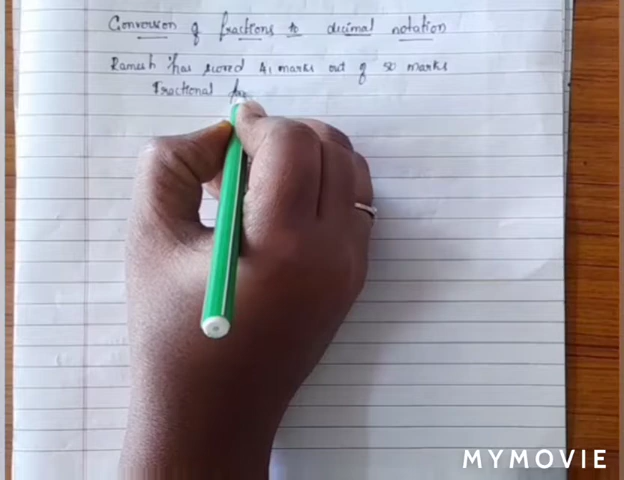 Conversion of fractions to decimal notation
Ramesh has scored 41 marks out of 50 marks
Fractional
MYMOVIE